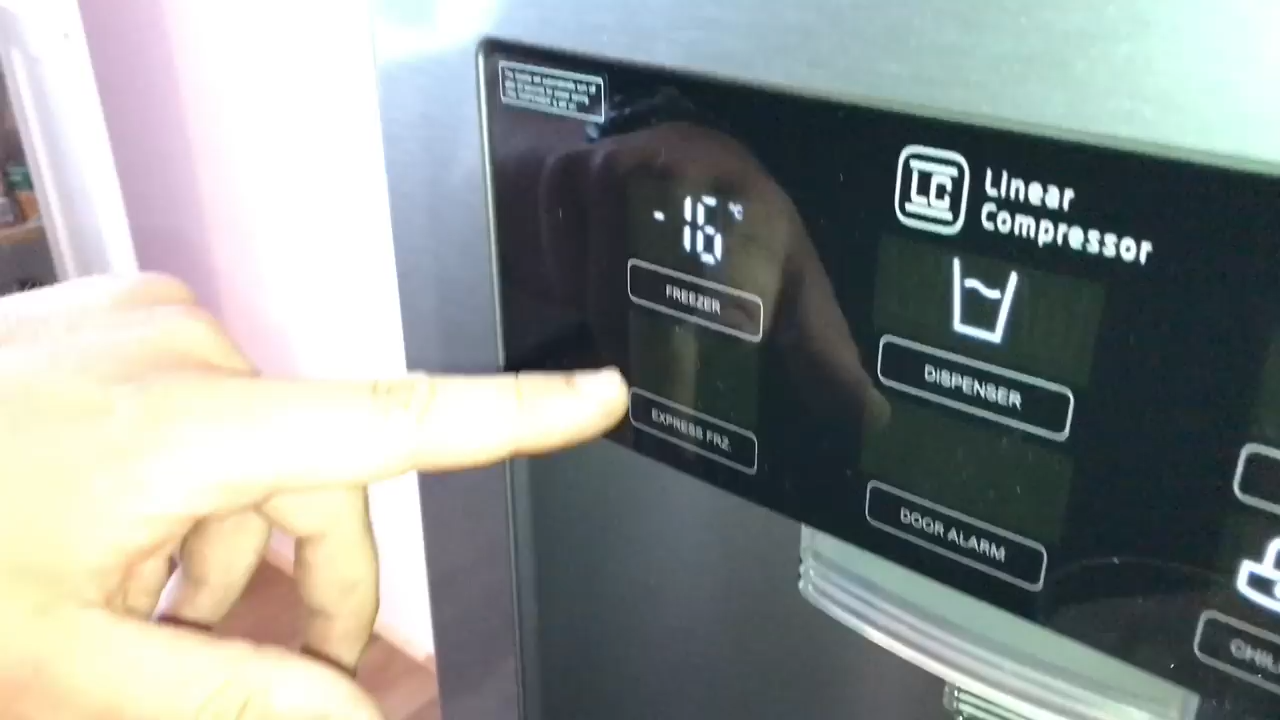 -16 °C
FREEZER
EXPRESS FRZ.
LG
Linear
Compressor
DISPENSER
DOOR ALARM